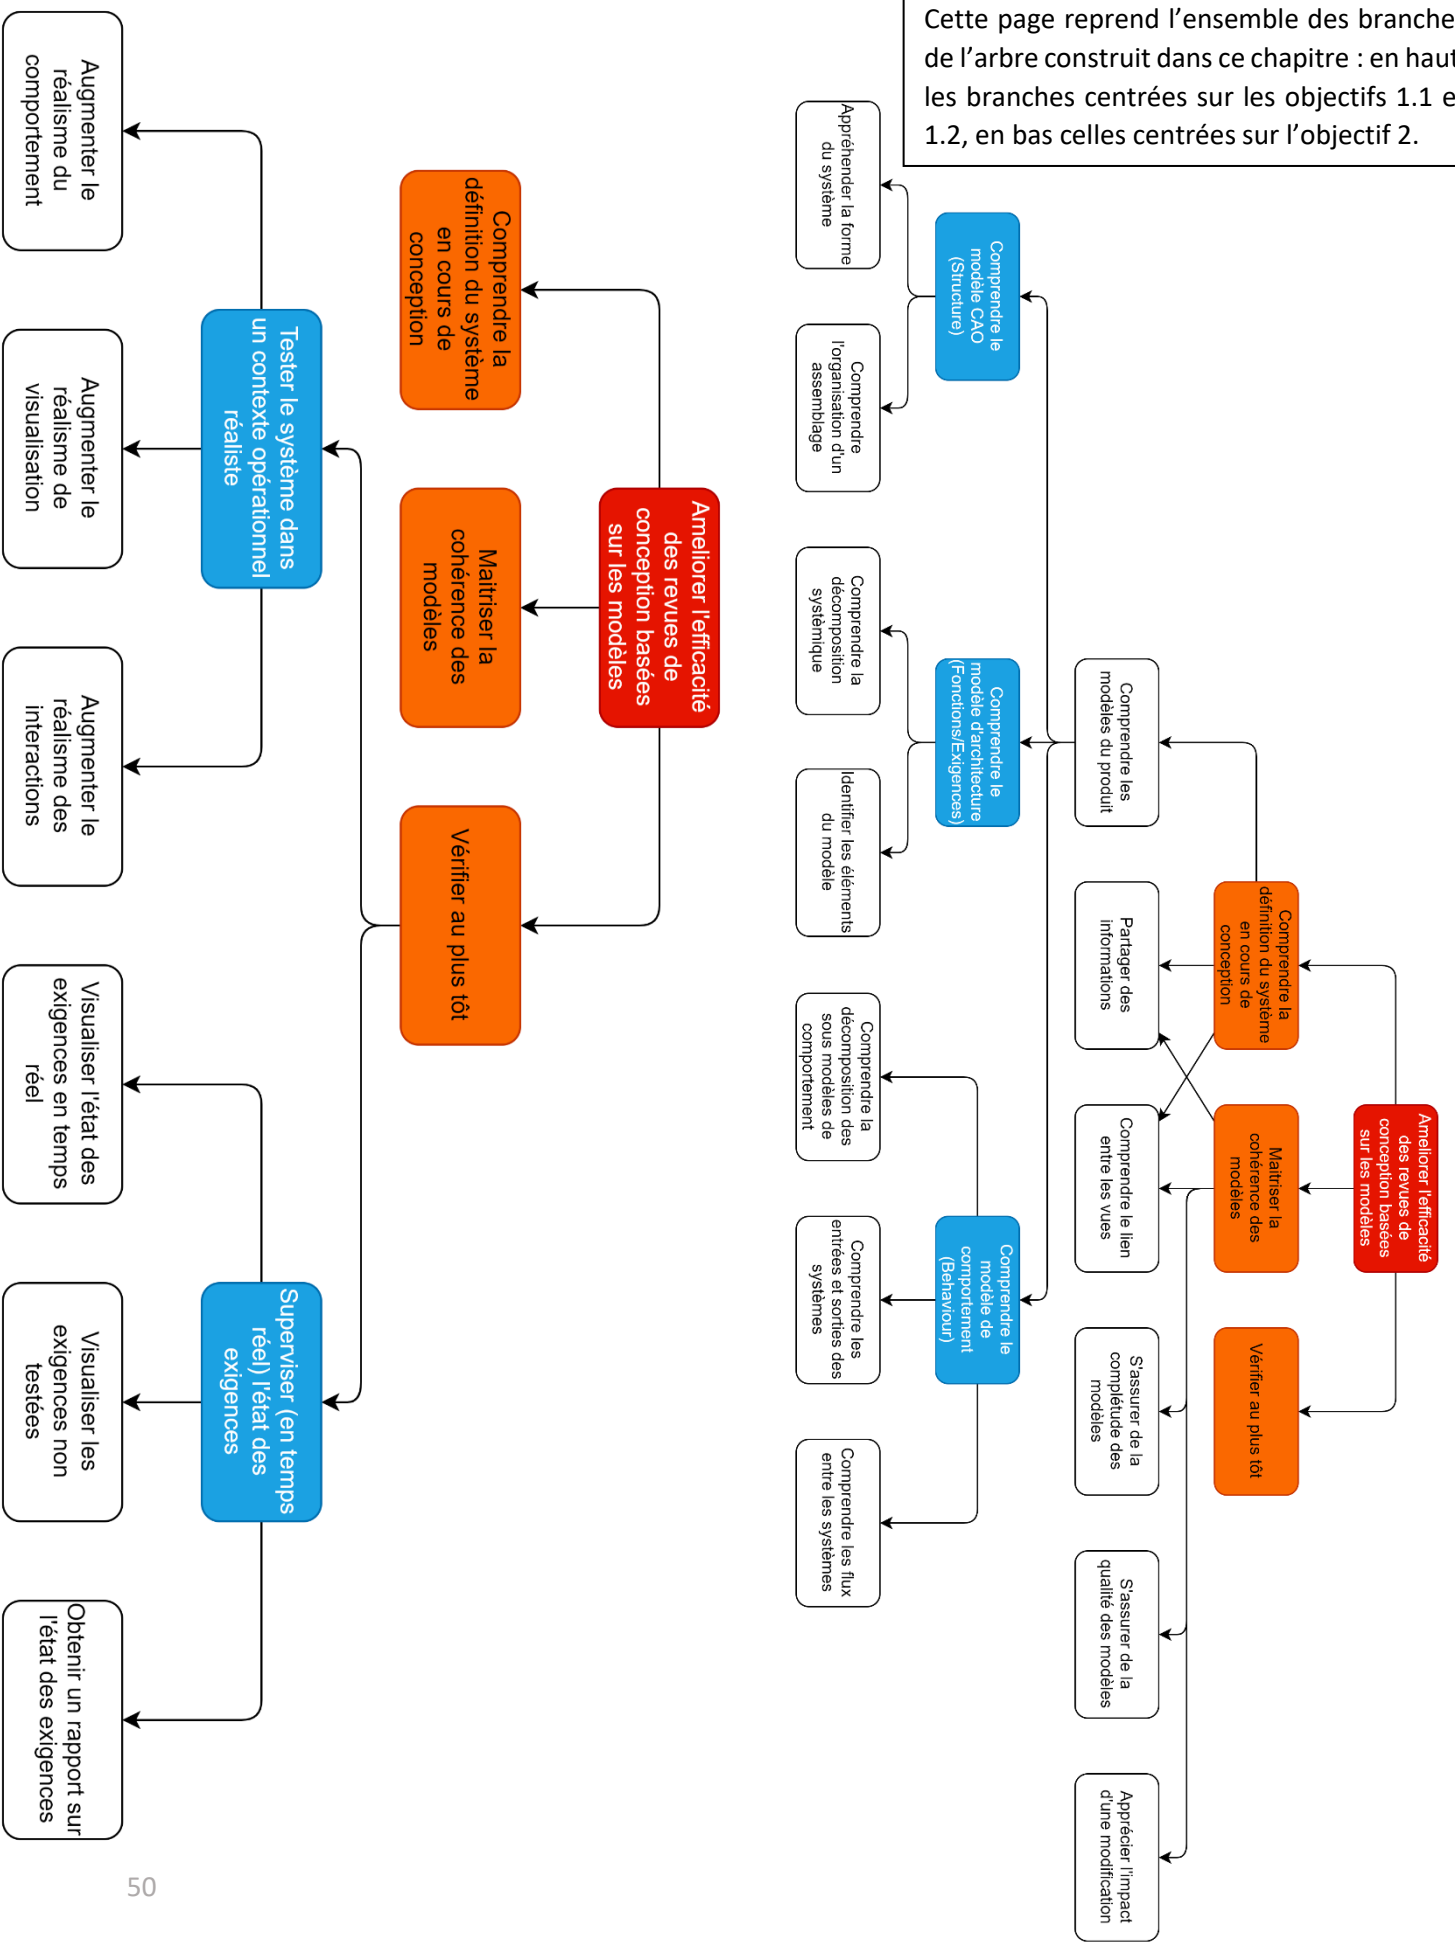 Cette page reprend l’ensemble des branche
de l’arbre construit dans ce chapitre : en haut
les branches centrées sur les objectifs 1.1 e
1.2, en bas celles centrées sur l’objectif 2.
Ameliorer l'efficacité
des revues de
conception basées
sur les modèles
Comprendre la
définition du système
en cours de
conception
Maitriser la
cohérence des
modèles
Vérifier au plus tôt
Comprendre les
modèles du produit
Partager des
informations
Comprendre le lien
entre les vues
S'assurer de la
complétude des
modèles
S'assurer de la
qualité des modèles
Apprécier l'impact
d'une modification
Comprendre le
modèle CAO
(Structure)
Comprendre le
modèle d'architecture
(Fonctions/Exigences)
Comprendre le
modèle de
comportement
(Behaviour)
Appréhender la forme
du système
Comprendre
l'organisation d'un
assemblage
Comprendre la
décomposition
systèmique
Identifier les éléments
du modèle
Comprendre la
décomposition des
sous modèles de
comportement
Comprendre les
entrées et sorties des
systèmes
Comprendre les flux
entre les systèmes
Ameliorer l'efficacité
des revues de
conception basées
sur les modèles
Comprendre la
définition du système
en cours de
conception
Maitriser la
cohérence des
modèles
Vérifier au plus tôt
Tester le système dans
un contexte opérationnel
réaliste
Superviser (en temps
réel) l'état des
exigences
Augmenter le
réalisme du
comportement
Augmenter le
réalisme de
visualisation
Augmenter le
réalisme des
interactions
Visualiser l'état des
exigences en temps
réel
Visualiser les
exigences non
testées
Obtenir un rapport sur
l'état des exigences
50